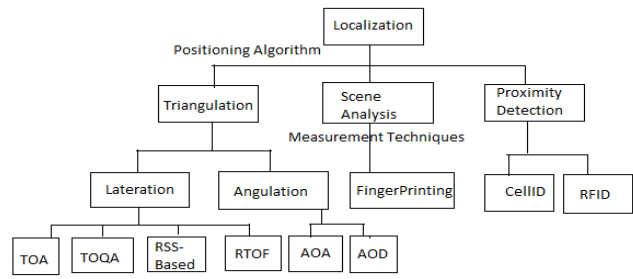 Localization
Positioning Algorithm
Triangulation
Scene
Analysis
Proximity
Detection
Measurement Techniques
Lateration
Angulation
FingerPrinting
CellID
RFID
TOA
TOQA
RSS-
Based
RTOF
AOA
AOD